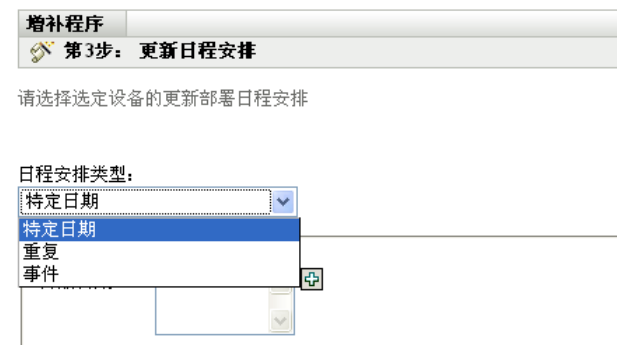 增补程序
第3步： 更新日程安排
请选择选定设备的更新部署日程安排
日程安排类型：
特定日期
特定日期
重复
事件